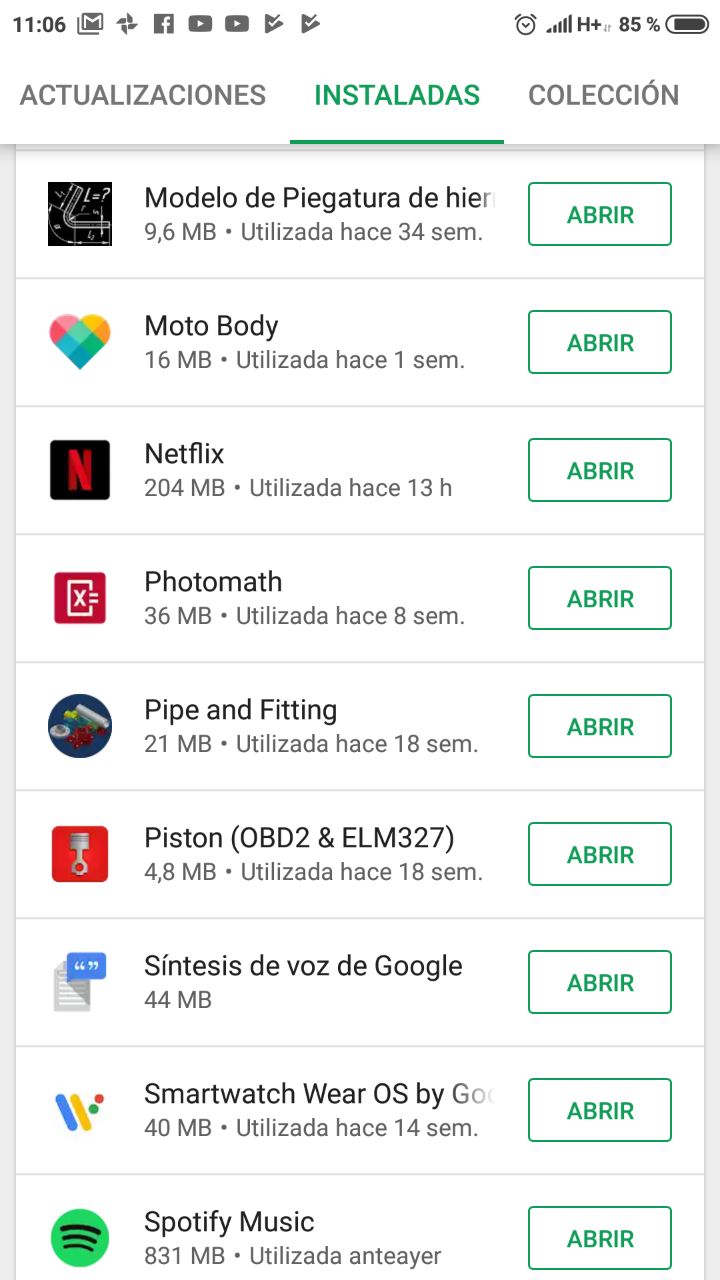 11:06 H+ 85 %
ACTUALIZACIONES INSTALADAS COLECCIÓN
L=?
Modelo de Piegatura de hier
9,6 MB • Utilizada hace 34 sem.
ABRIR
Moto Body
16 MB • Utilizada hace 1 sem.
ABRIR
N
Netflix
204 MB • Utilizada hace 13 h
ABRIR
X=
Photomath
36 MB • Utilizada hace 8 sem.
ABRIR
Pipe and Fitting
21 MB • Utilizada hace 18 sem.
ABRIR
Piston (OBD2 & ELM327)
4,8 MB • Utilizada hace 18 sem.
ABRIR
Síntesis de voz de Google
44 MB
ABRIR
Smartwatch Wear OS by Goo
40 MB • Utilizada hace 14 sem.
ABRIR
Spotify Music
831 MB • Utilizada anteayer
ABRIR